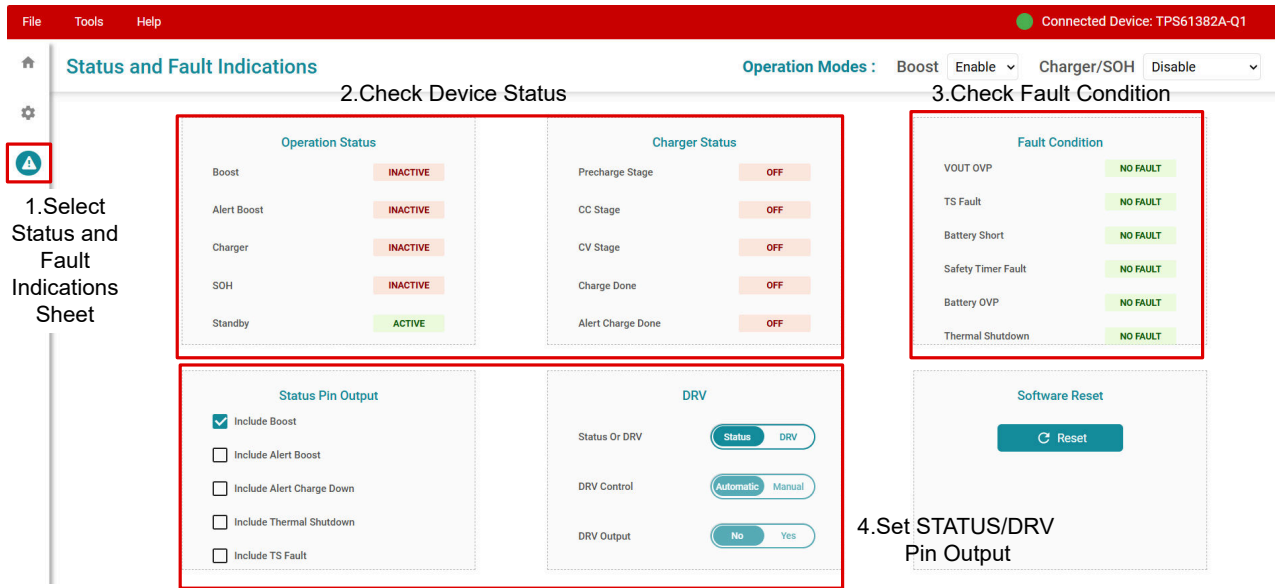 File Tools Help Connected Device: TPS61382A-Q1
Status and Fault Indications Operation Modes : Boost Enable Charger/SOH Disable
2.Check Device Status
3.Check Fault Condition
1.Select
Status and
Fault
Indications
Sheet
Operation Status
Boost INACTIVE
Alert Boost INACTIVE
Charger INACTIVE
SOH INACTIVE
Standby ACTIVE
Charger Status
Precharge Stage OFF
CC Stage OFF
CV Stage OFF
Charge Done OFF
Alert Charge Done OFF
Fault Condition
VOUT OVP NO FAULT
TS Fault NO FAULT
Battery Short NO FAULT
Safety Timer Fault NO FAULT
Battery OVP NO FAULT
Thermal Shutdown NO FAULT
Status Pin Output
Include Boost
Include Alert Boost
Include Alert Charge Down
Include Thermal Shutdown
Include TS Fault
DRV
Status Or DRV Status DRV
DRV Control Automatic Manual
DRV Output No Yes
4.Set STATUS/DRV
Pin Output
Software Reset
Reset